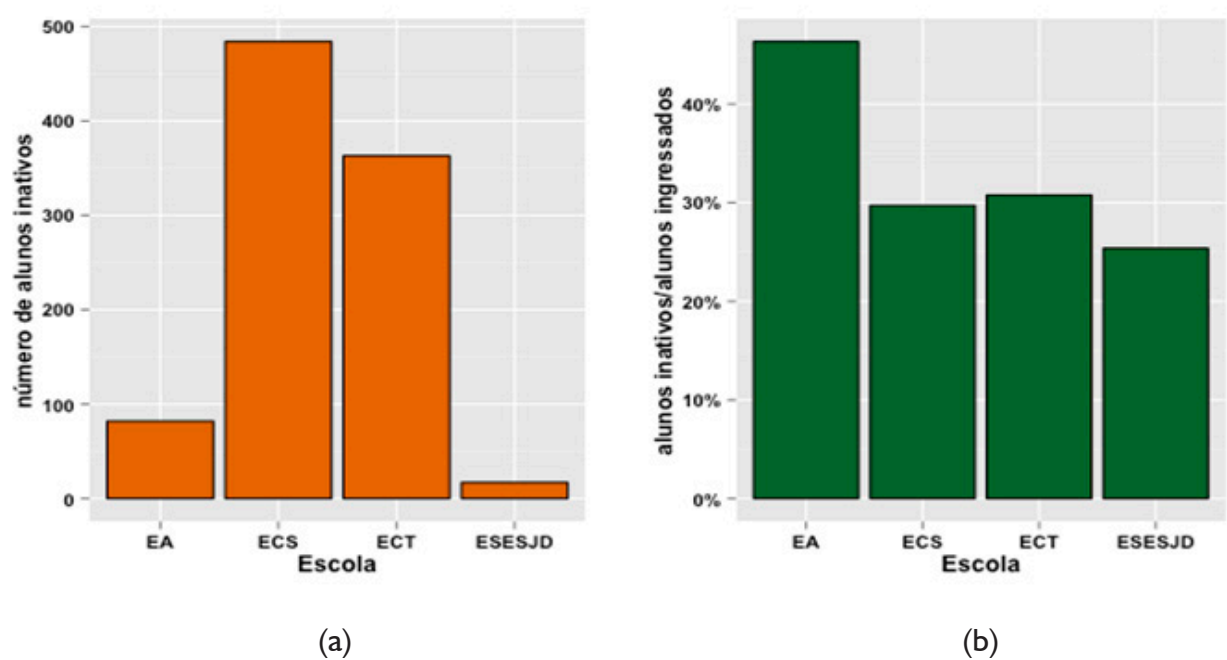 número de alunos inativos
500
400
300
200
100
0
EA ECS ECT ESESJD
Escola
(a)
alunos inativos/alunos ingressados
40%
30%
20%
10%
0%
EA ECS ECT ESESJD
Escola
(b)